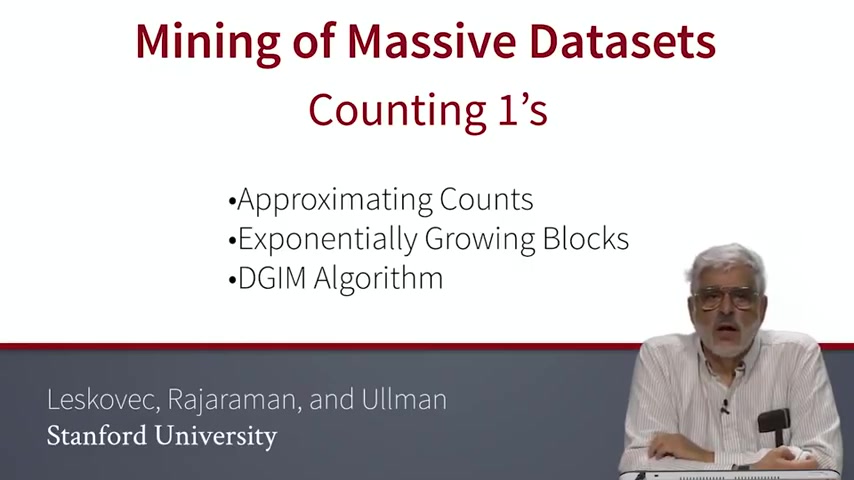 Mining of Massive Datasets
Counting 1’s
•Approximating Counts
•Exponentially Growing Blocks
•DGIM Algorithm
Leskovec, Rajaraman, and Ullman
Stanford University